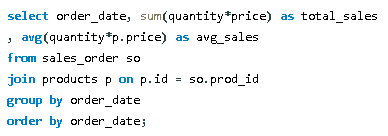 select order_date, sum(quantity*price) as total_sales
, avg(quantity*p.price) as avg_sales
from sales_order so
join products p on p.id = so.prod_id
group by order_date
order by order_date;